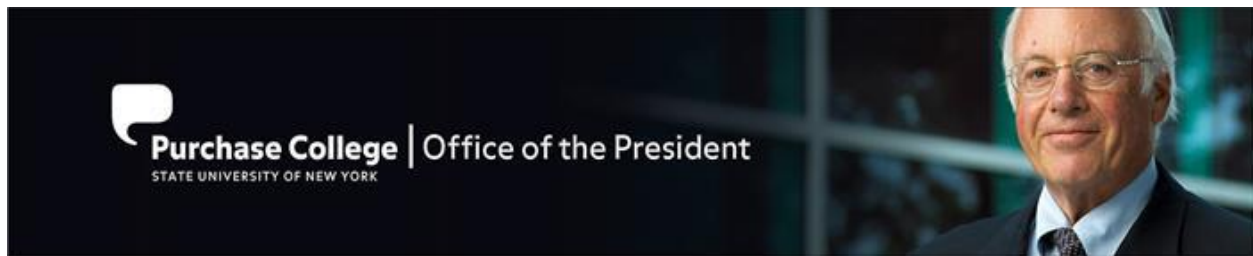 Purchase College | Office of the President
STATE UNIVERSITY OF NEW YORK